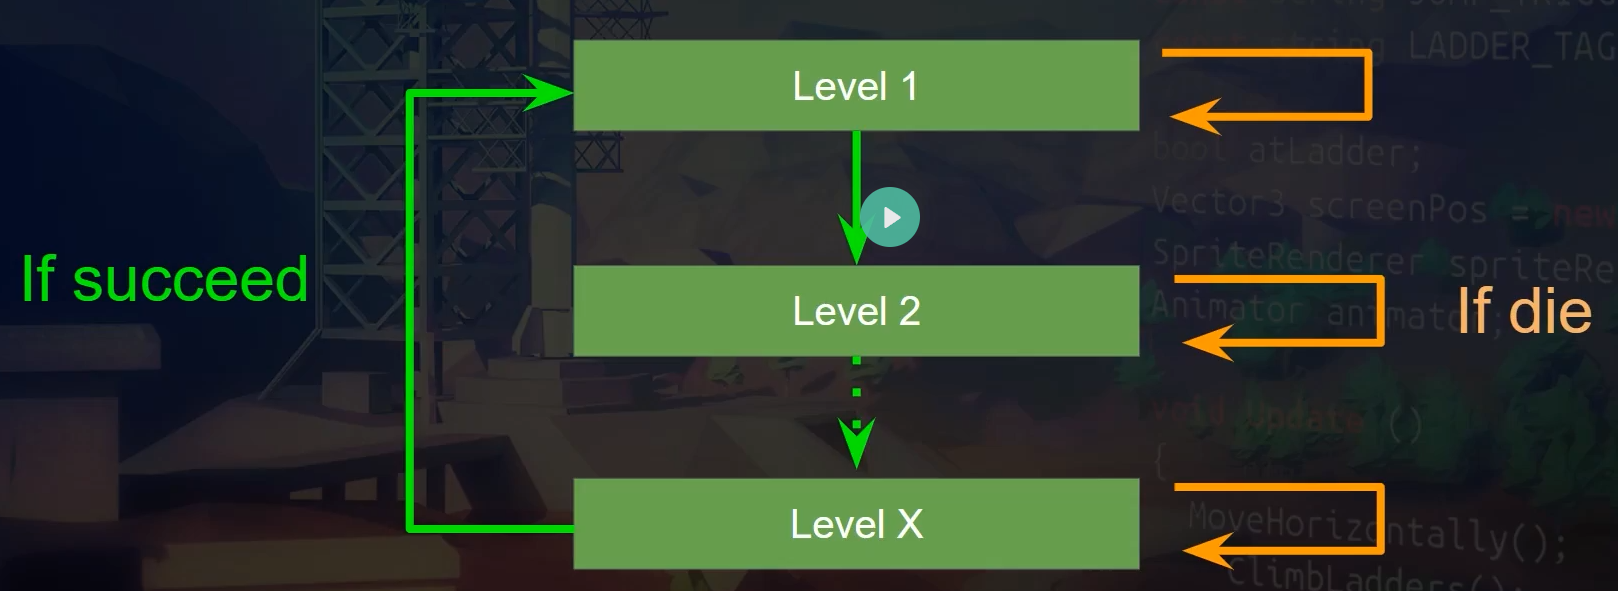 string
LADDER_TAG
Level 1
bool atLadder;
Vector3 screenPos = new
SpriteRenderer spriteRe
If succeed
Level 2
Animator animator;
If die
void Update ()
{
Level X
MoveHorizontally();
ClimbLadders();